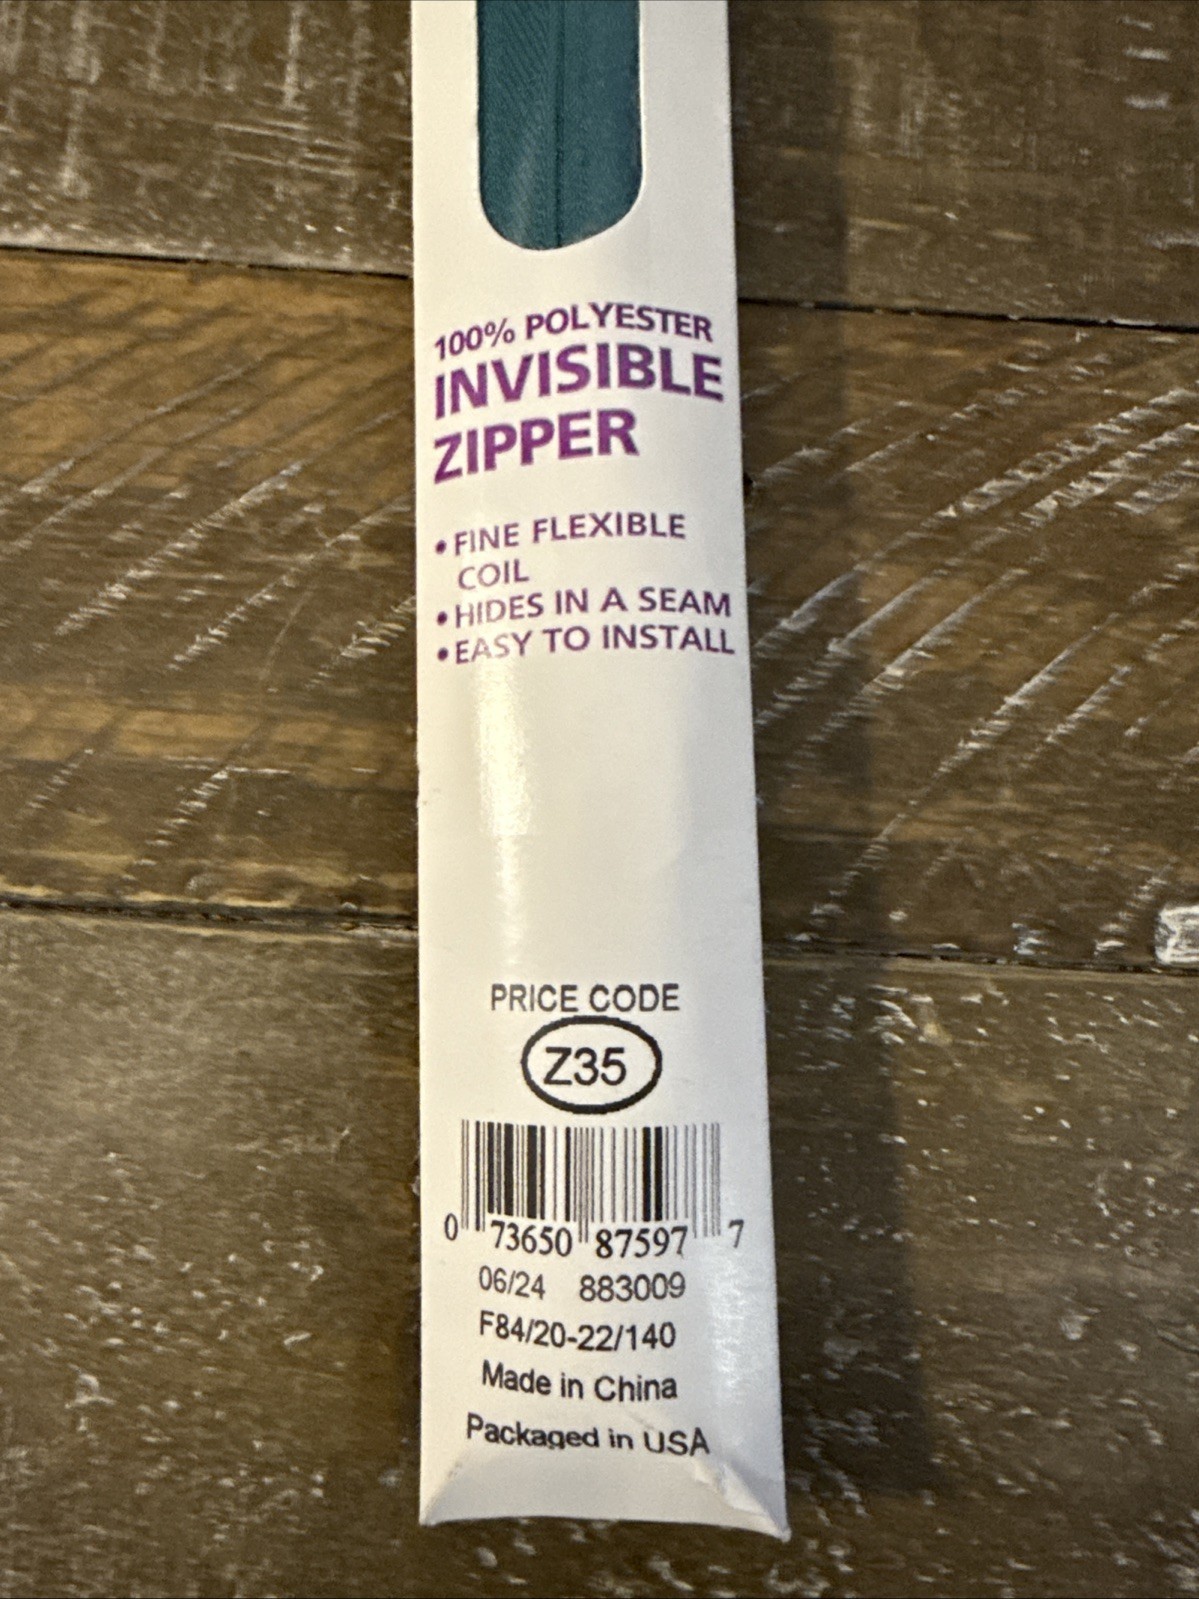 100% POLYESTER
INVISIBLE
ZIPPER
• FINE FLEXIBLE
COIL
• HIDES IN A SEAM
• EASY TO INSTALL
PRICE CODE
Z35
0 73650 87597 7
06/24 883009
F84/20-22/140
Made in China
Packaged in USA